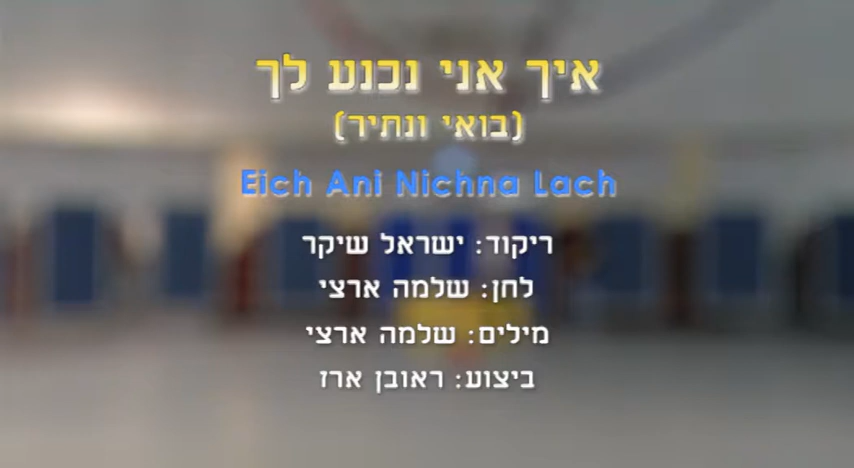 איך אני נכנע לך
(בואי ונתיר)
Eich Ani Nichna Lach
ריקוד: ישראל שיקר
לחן: שלמה ארצי
מילים: שלמה ארצי
ביצוע: ראובן ארז